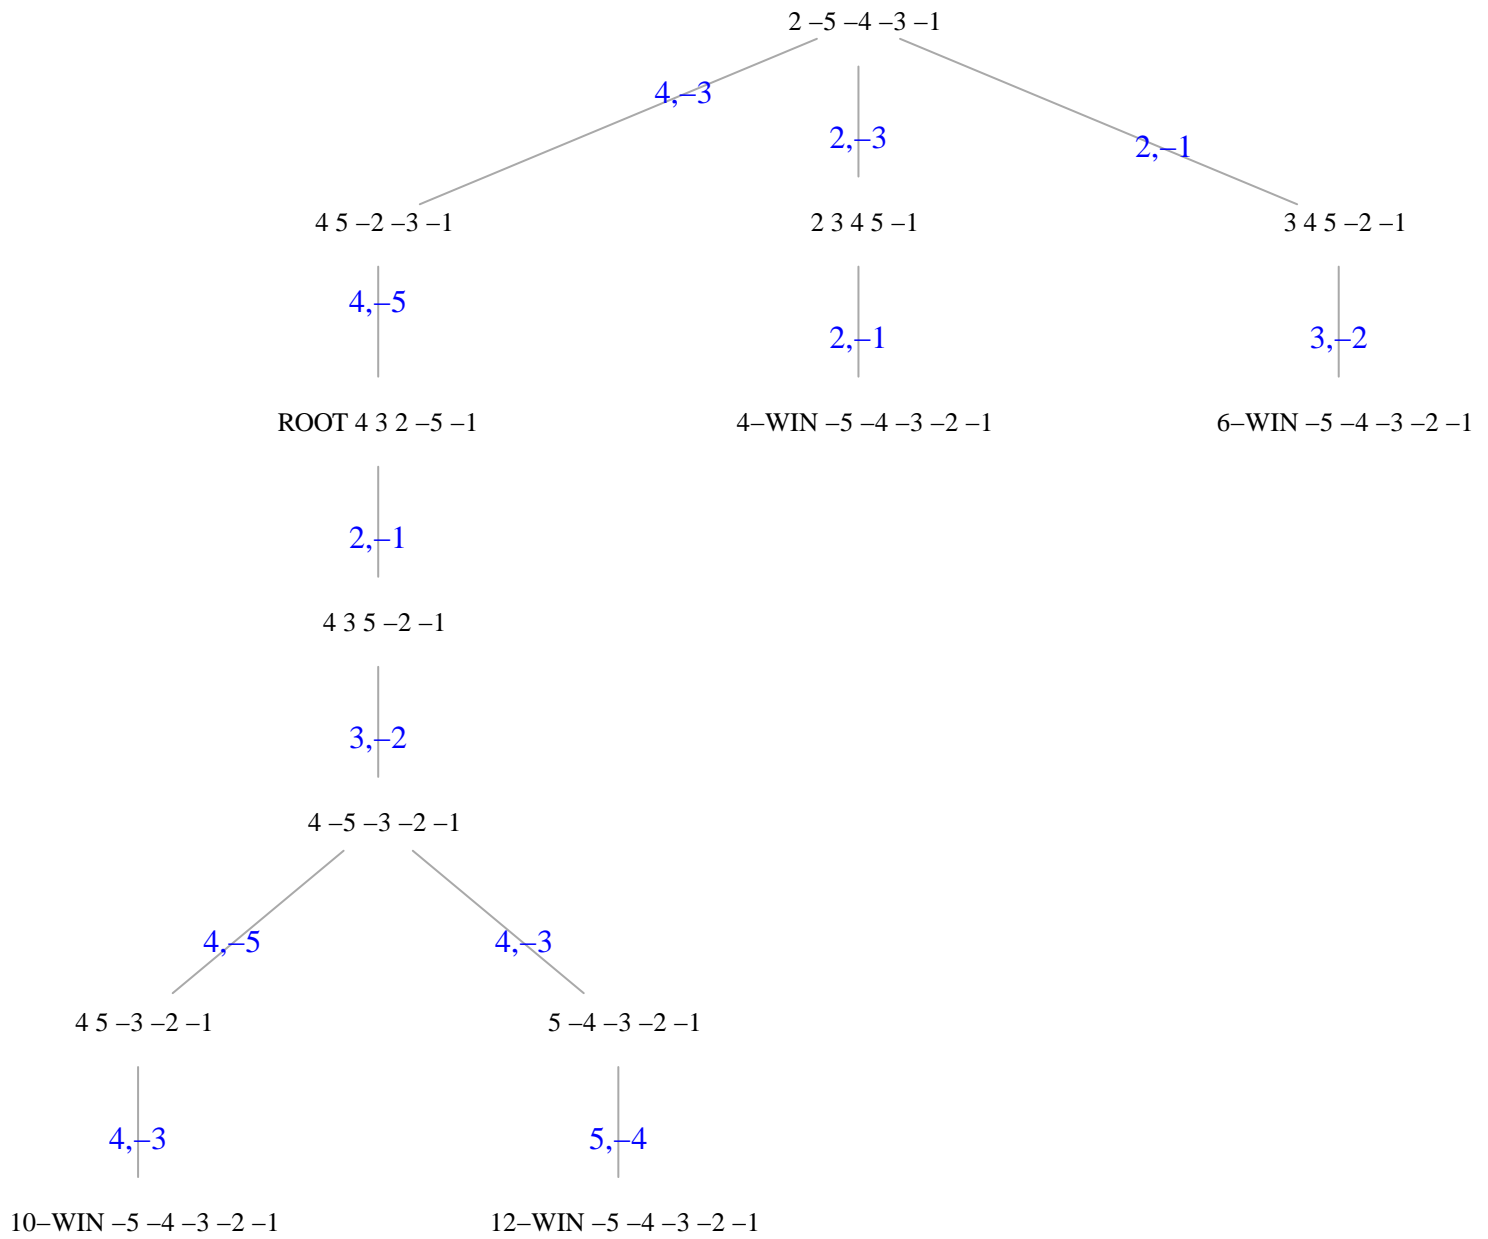 2 –5 –4 –3 –1
4,–3
2,–3
2,–1
4 5 –2 –3 –1
2 3 4 5 –1
3 4 5 –2 –1
4,–5
2,–1
3,–2
ROOT 4 3 2 –5 –1
4–WIN –5 –4 –3 –2 –1
6–WIN –5 –4 –3 –2 –1
2,–1
4 3 5 –2 –1
3,–2
4 –5 –3 –2 –1
4,–5
4,–3
4 5 –3 –2 –1
5 –4 –3 –2 –1
4,–3
5,–4
10–WIN –5 –4 –3 –2 –1
12–WIN –5 –4 –3 –2 –1